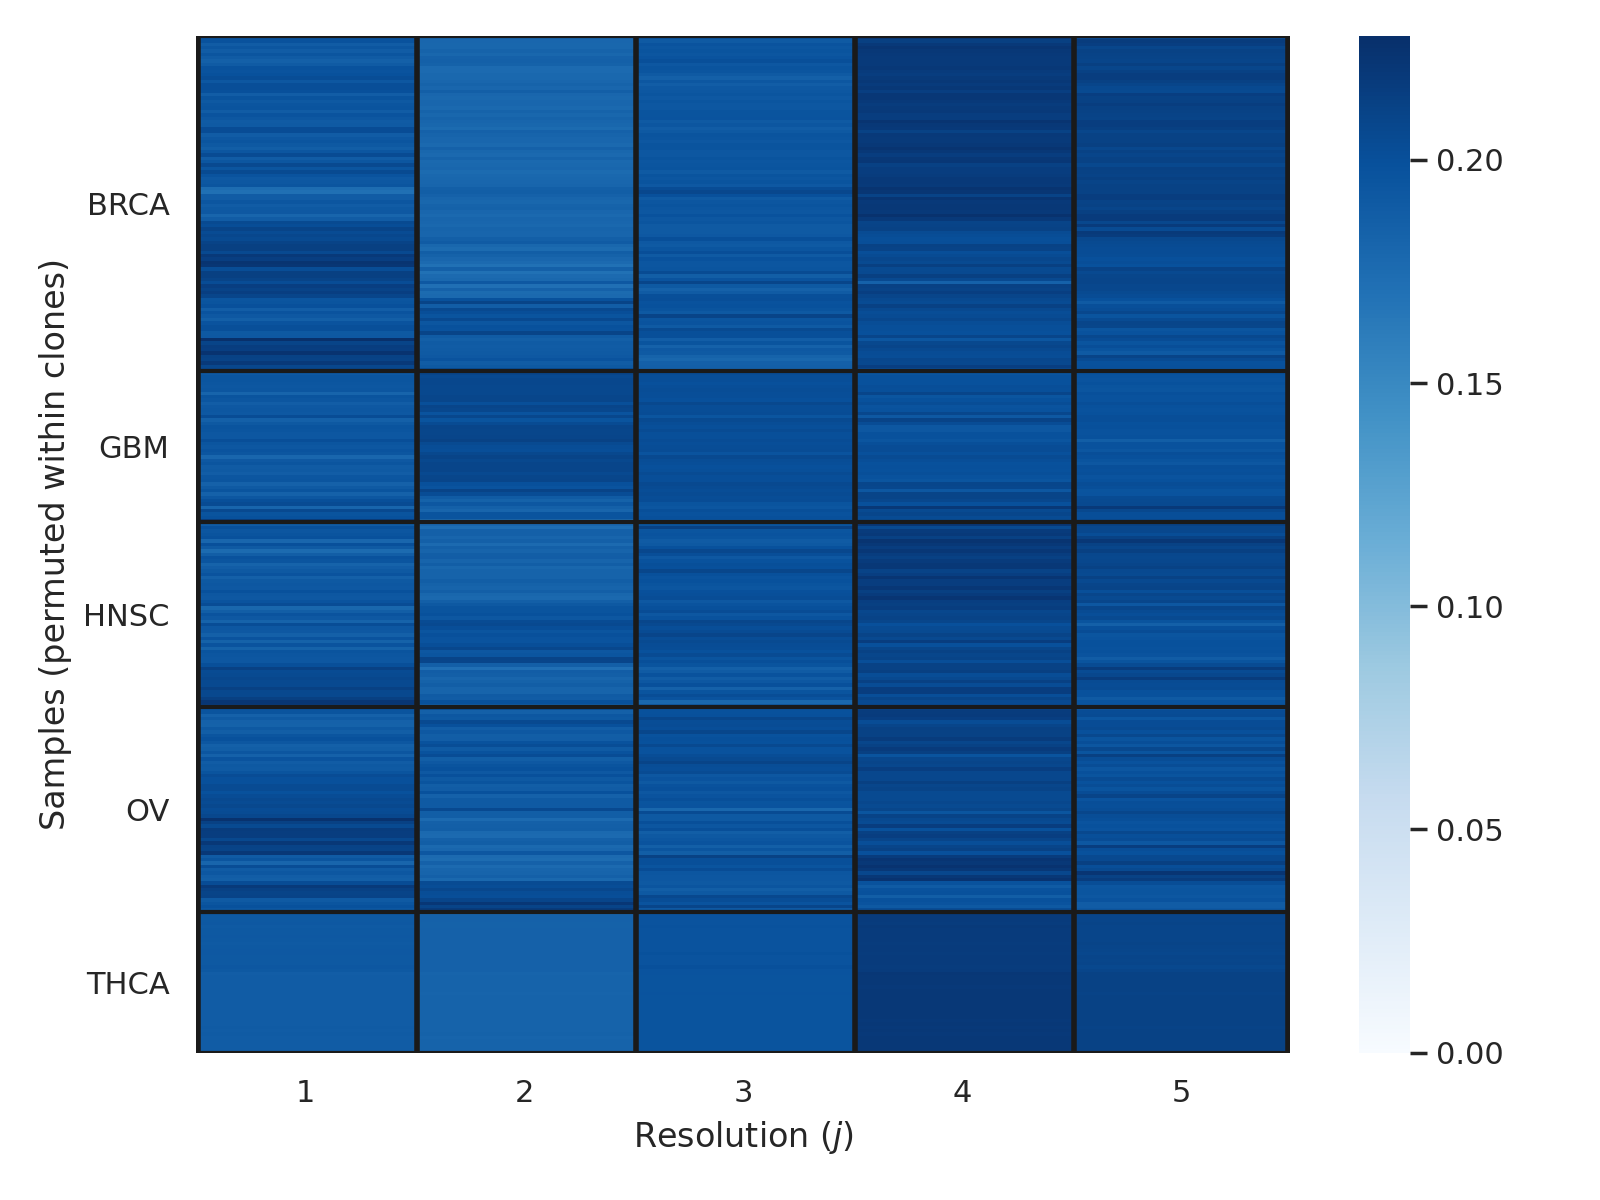 Samples (permuted within clones)
BRCA
GBM
HNSC
OV
THCA
1 2 3 4 5
Resolution (j)
0.20
0.15
0.10
0.05
0.00